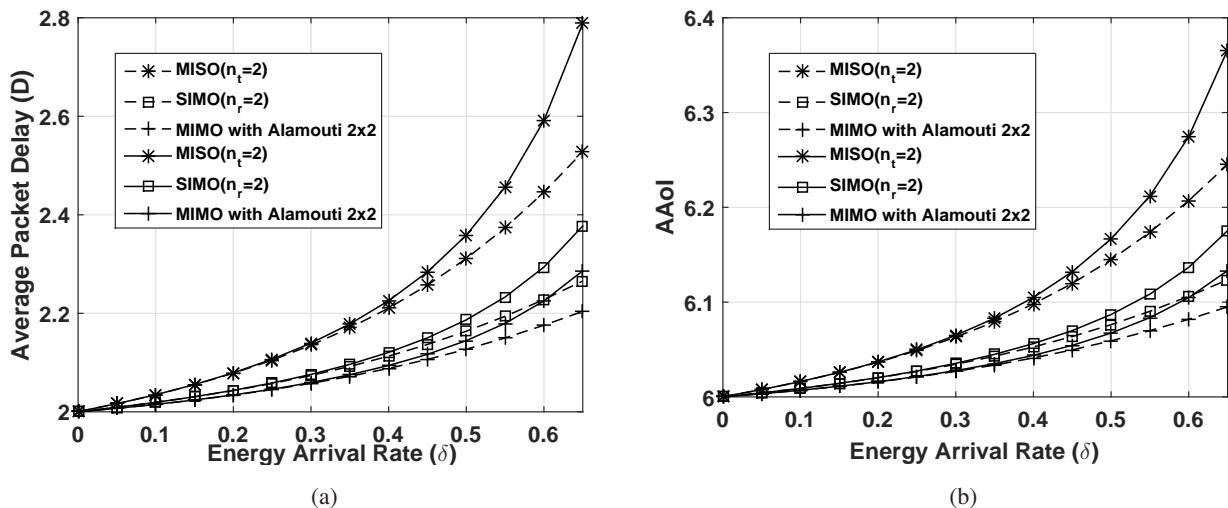 2.8
2.6
2.4
2.2
2
Average Packet Delay (D)
MISO(n_t=2)
SIMO(n_r=2)
MIMO with Alamouti 2x2
MISO(n_t=2)
SIMO(n_r=2)
MIMO with Alamouti 2x2
0 0.1 0.2 0.3 0.4 0.5 0.6
Energy Arrival Rate (δ)
(a)
6.4
6.3
6.2
6.1
6
AAoI
MISO(n_t=2)
SIMO(n_r=2)
MIMO with Alamouti 2x2
MISO(n_t=2)
SIMO(n_r=2)
MIMO with Alamouti 2x2
0 0.1 0.2 0.3 0.4 0.5 0.6
Energy Arrival Rate (δ)
(b)